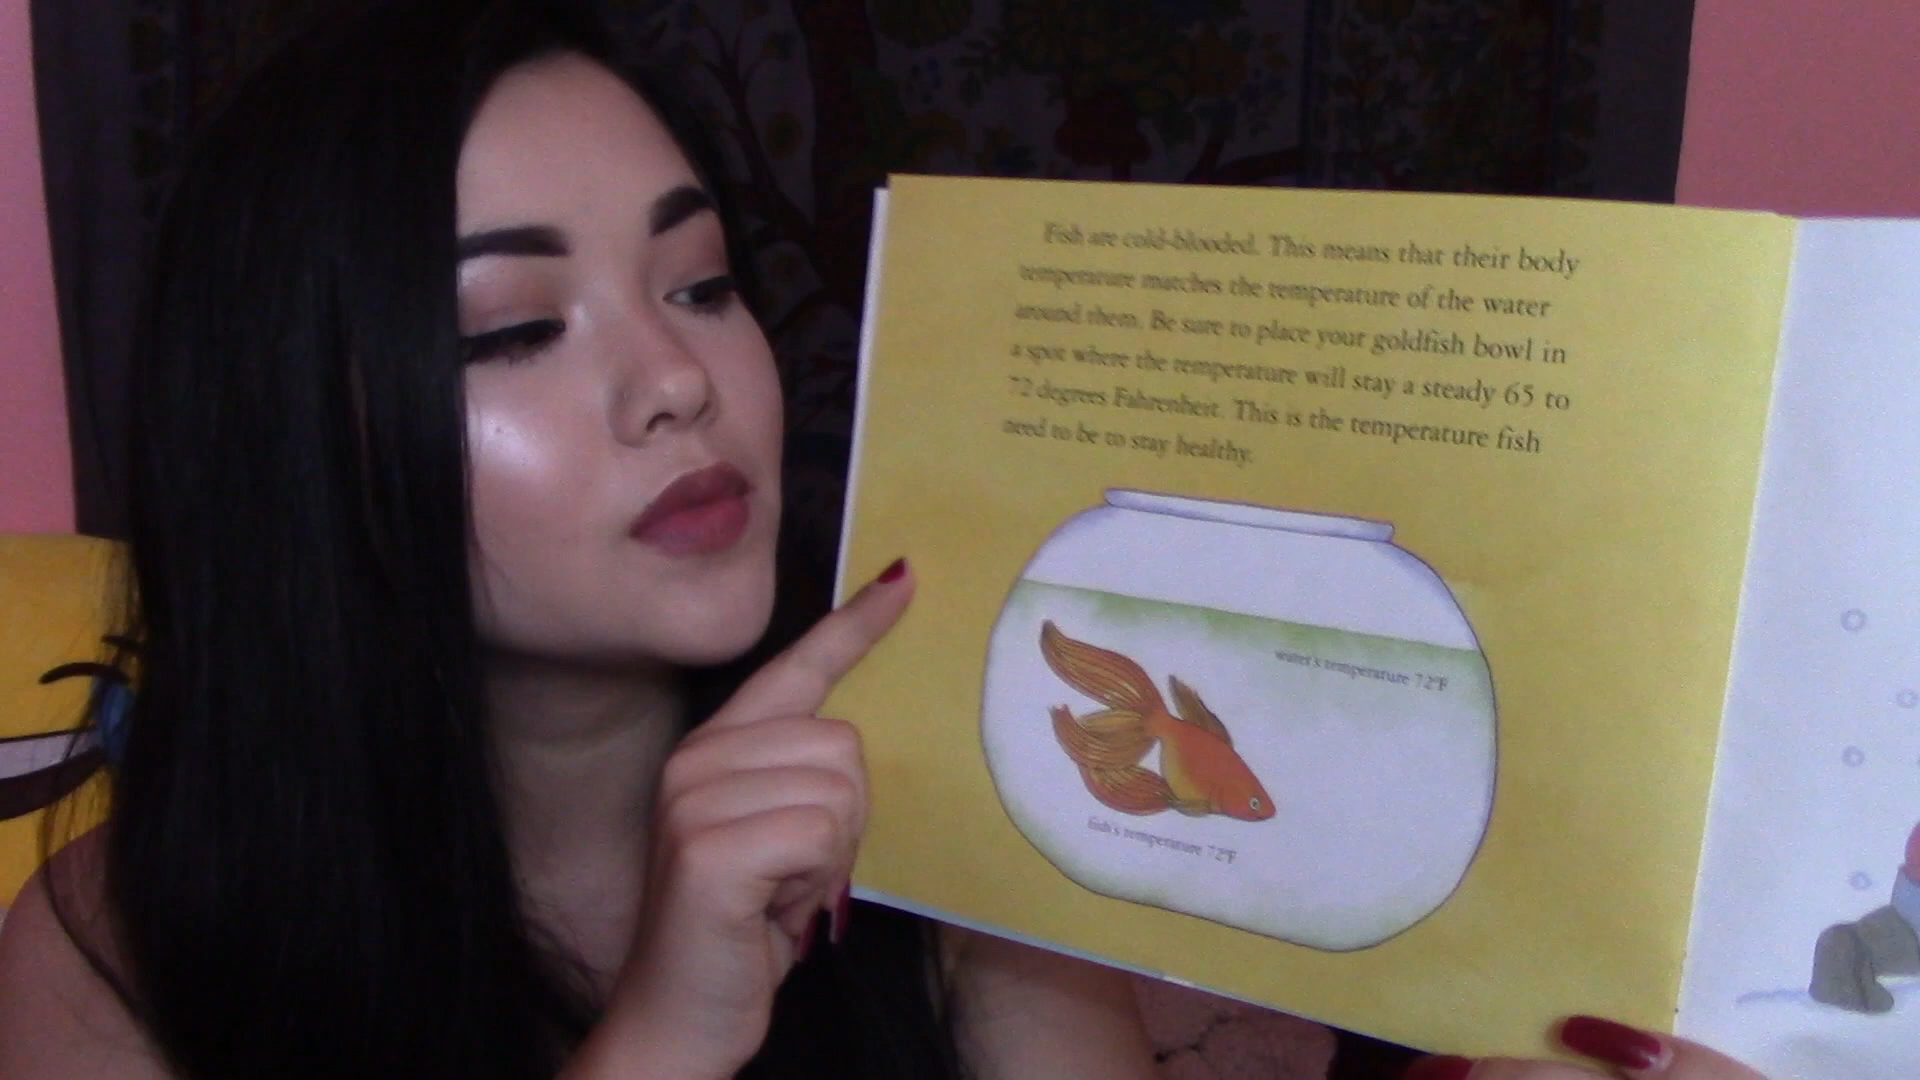 Fish are cold-blooded. This means that their body
temperature matches the temperature of the water
around them. Be sure to place your goldfish bowl in
a spot where the temperature will stay a steady 65 to
72 degrees Fahrenheit. This is the temperature fish
need to be to stay healthy.
water's temperature 72°F
fish's temperature 72°F